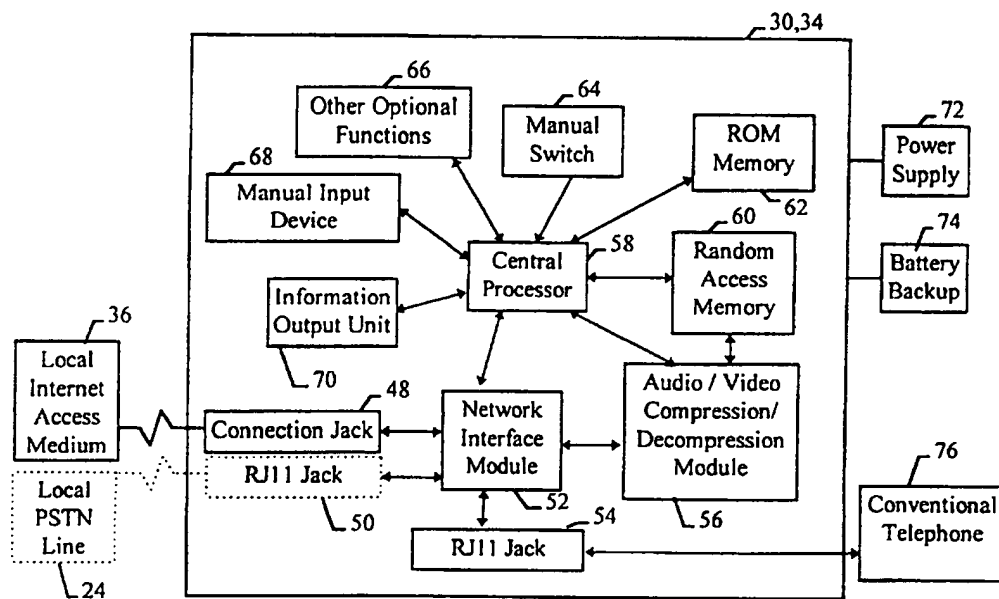 30,34
66
Other Optional
Functions
64
Manual
Switch
ROM
Memory
62
72
Power
Supply
68
Manual Input
Device
60
Random
Access
Memory
74
Battery
Backup
58
Central
Processor
Information
Output Unit
70
36
Local
Internet
Access
Medium
48
Connection Jack
Network
Interface
Module
52
Audio / Video
Compression/
Decompression
Module
56
RJ11 Jack
50
Local
PSTN
Line
24
54
RJ11 Jack
76
Conventional
Telephone